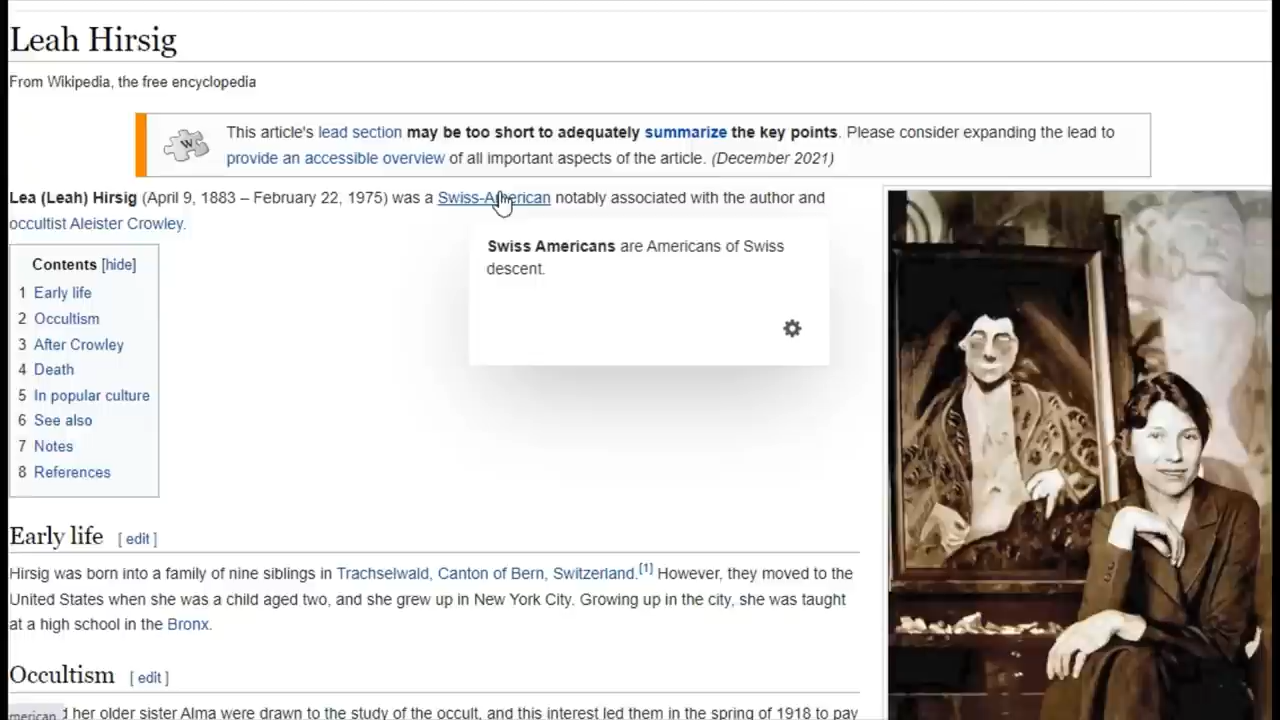 Leah Hirsig
From Wikipedia, the free encyclopedia
This article's lead section may be too short to adequately summarize the key points. Please consider expanding the lead to
provide an accessible overview of all important aspects of the article. (December 2021)
Lea (Leah) Hirsig (April 9, 1883 – February 22, 1975) was a Swiss-American notably associated with the author and
occultist Aleister Crowley.
Swiss Americans are Americans of Swiss
descent.
Contents [hide]
1 Early life
2 Occultism
3 After Crowley
4 Death
5 In popular culture
6 See also
7 Notes
8 References
Early life [ edit ]
Hirsig was born into a family of nine siblings in Trachselwald, Canton of Bern, Switzerland.[1] However, they moved to the
United States when she was a child aged two, and she grew up in New York City. Growing up in the city, she was taught
at a high school in the Bronx.
Occultism [ edit ]
her older sister Alma were drawn to the study of the occult, and this interest led them in the spring of 1918 to pay
merican
W